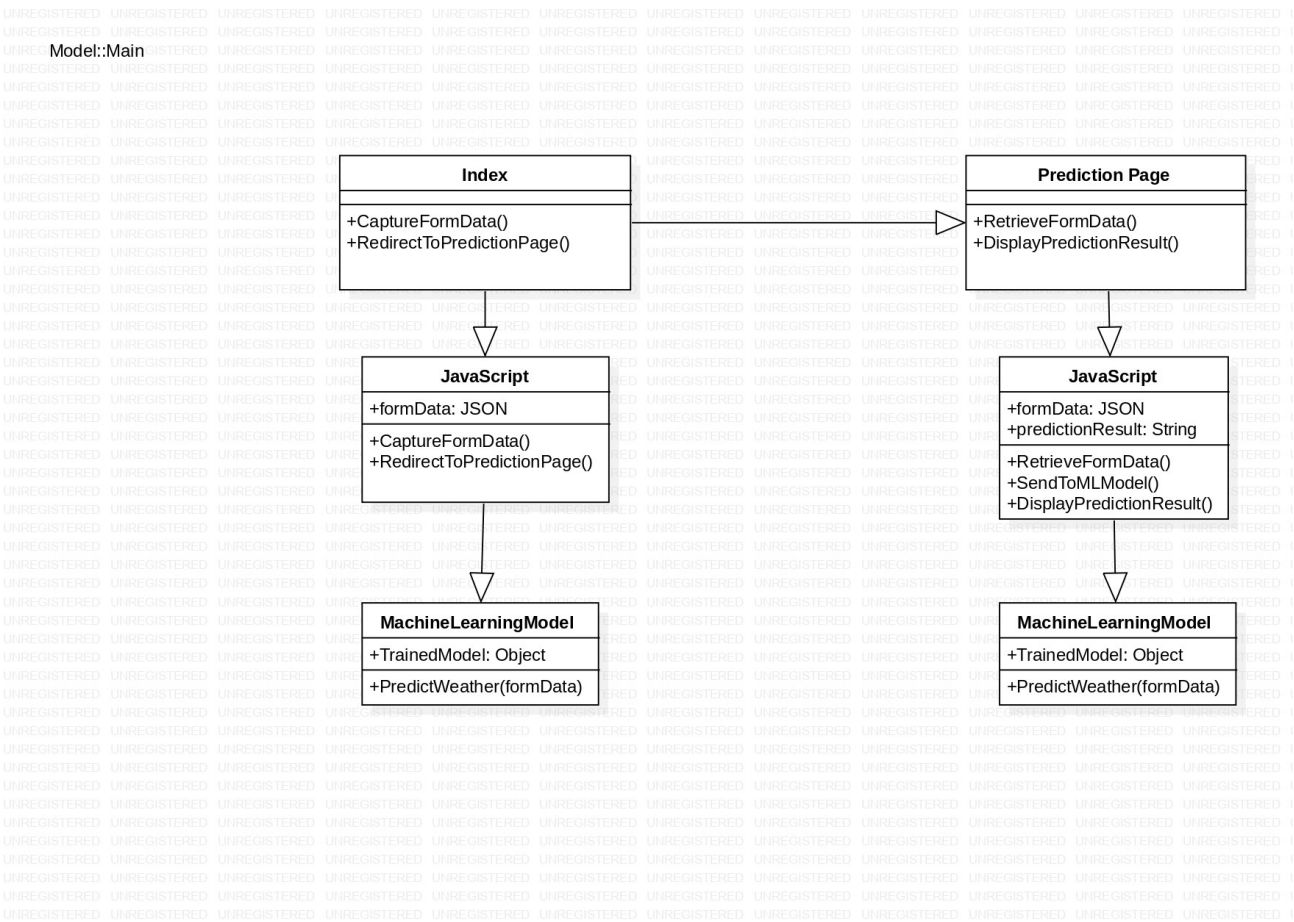 Model::Main
Index
+CaptureFormData()
+RedirectToPredictionPage()
Prediction Page
+RetrieveFormData()
+DisplayPredictionResult()
JavaScript
+formData: JSON
+CaptureFormData()
+RedirectToPredictionPage()
JavaScript
+formData: JSON
+predictionResult: String
+RetrieveFormData()
+SendToMLModel()
+DisplayPredictionResult()
MachineLearningModel
+TrainedModel: Object
+PredictWeather(formData)
MachineLearningModel
+TrainedModel: Object
+PredictWeather(formData)
UNREGISTERED